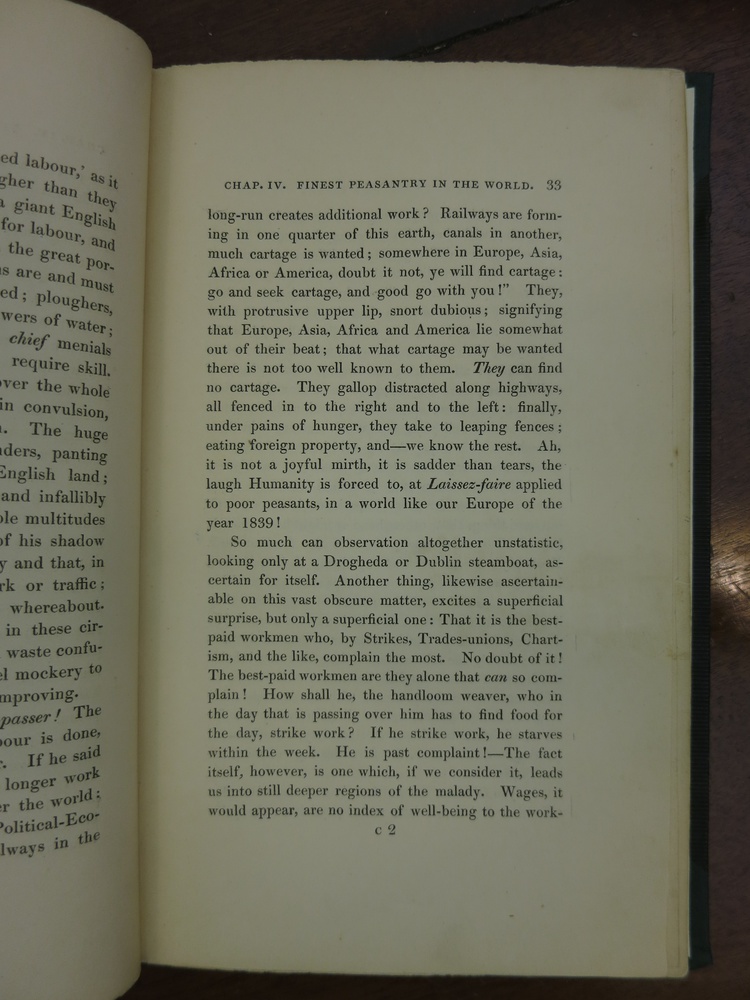 ed labour,' as it
gher than they
a giant English
for labour, and
the great por-
s are and must
ed; ploughers,
wers of water;
chief menials
require skill.
over the whole
in convulsion,
The huge
ders, panting
English land;
and infallibly
ble multitudes
of his shadow
y and that, in
rk or traffic;
whereabout.
in these cir-
waste confu-
el mockery to
mproving.
passer! The
our is done,
If he said
longer work
er the world:
Political-Eco-
lways in the
CHAP. IV. FINEST PEASANTRY IN THE WORLD. 33
long-run creates additional work? Railways are form-
ing in one quarter of this earth, canals in another,
much cartage is wanted; somewhere in Europe, Asia,
Africa or America, doubt it not, ye will find cartage:
go and seek cartage, and good go with you!" They,
with protrusive upper lip, snort dubious; signifying
that Europe, Asia, Africa and America lie somewhat
out of their beat; that what cartage may be wanted
there is not too well known to them. They can find
no cartage. They gallop distracted along highways,
all fenced in to the right and to the left: finally,
under pains of hunger, they take to leaping fences;
eating foreign property, and—we know the rest. Ah,
it is not a joyful mirth, it is sadder than tears, the
laugh Humanity is forced to, at Laissez-faire applied
to poor peasants, in a world like our Europe of the
year 1839!
So much can observation altogether unstatistic,
looking only at a Drogheda or Dublin steamboat, as-
certain for itself. Another thing, likewise ascertain-
able on this vast obscure matter, excites a superficial
surprise, but only a superficial one: That it is the best-
paid workmen who, by Strikes, Trades-unions, Chart-
ism, and the like, complain the most. No doubt of it!
The best-paid workmen are they alone that can so com-
plain! How shall he, the handloom weaver, who in
the day that is passing over him has to find food for
the day, strike work? If he strike work, he starves
within the week. He is past complaint!—The fact
itself, however, is one which, if we consider it, leads
us into still deeper regions of the malady. Wages, it
would appear, are no index of well-being to the work-
c 2